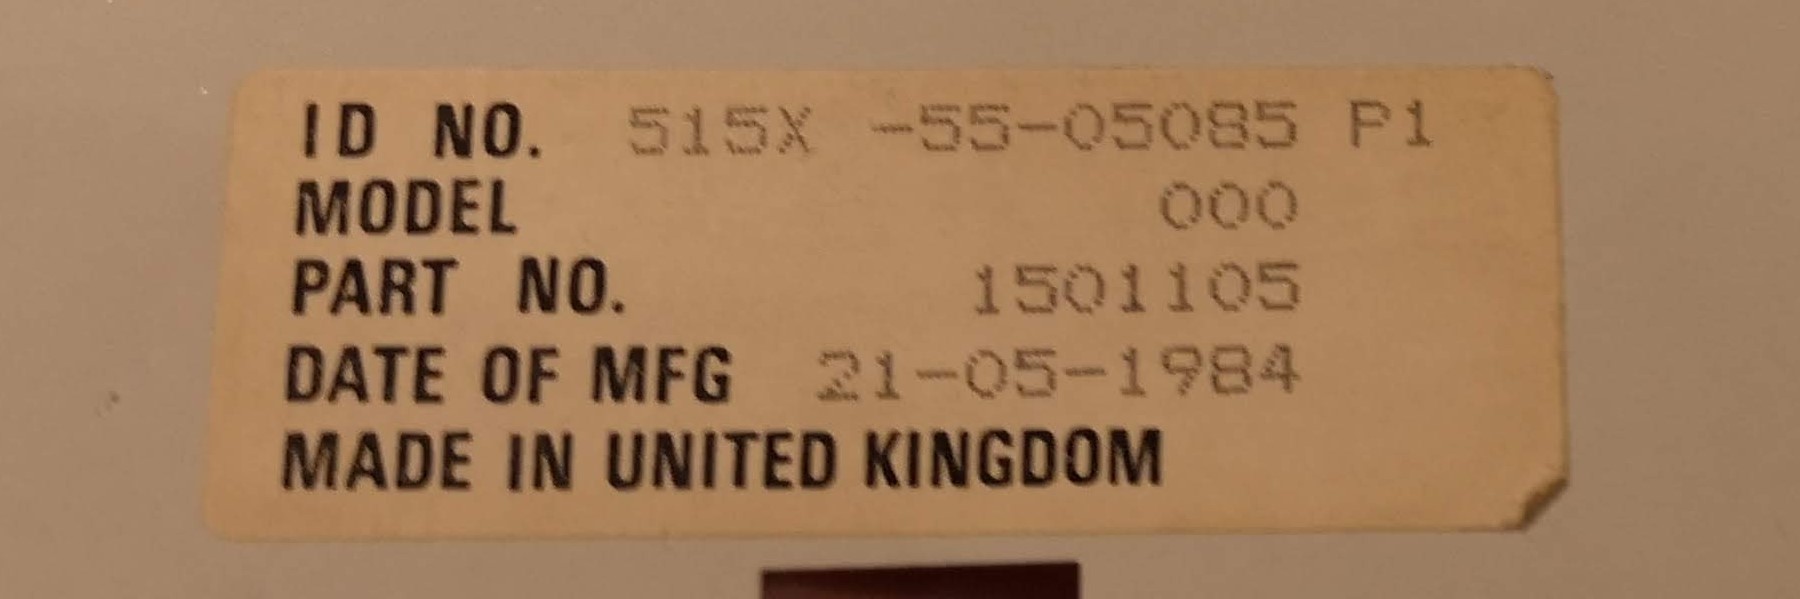 ID NO. 515X -55-05085 P1
MODEL 000
PART NO. 1501105
DATE OF MFG 21-05-1984
MADE IN UNITED KINGDOM